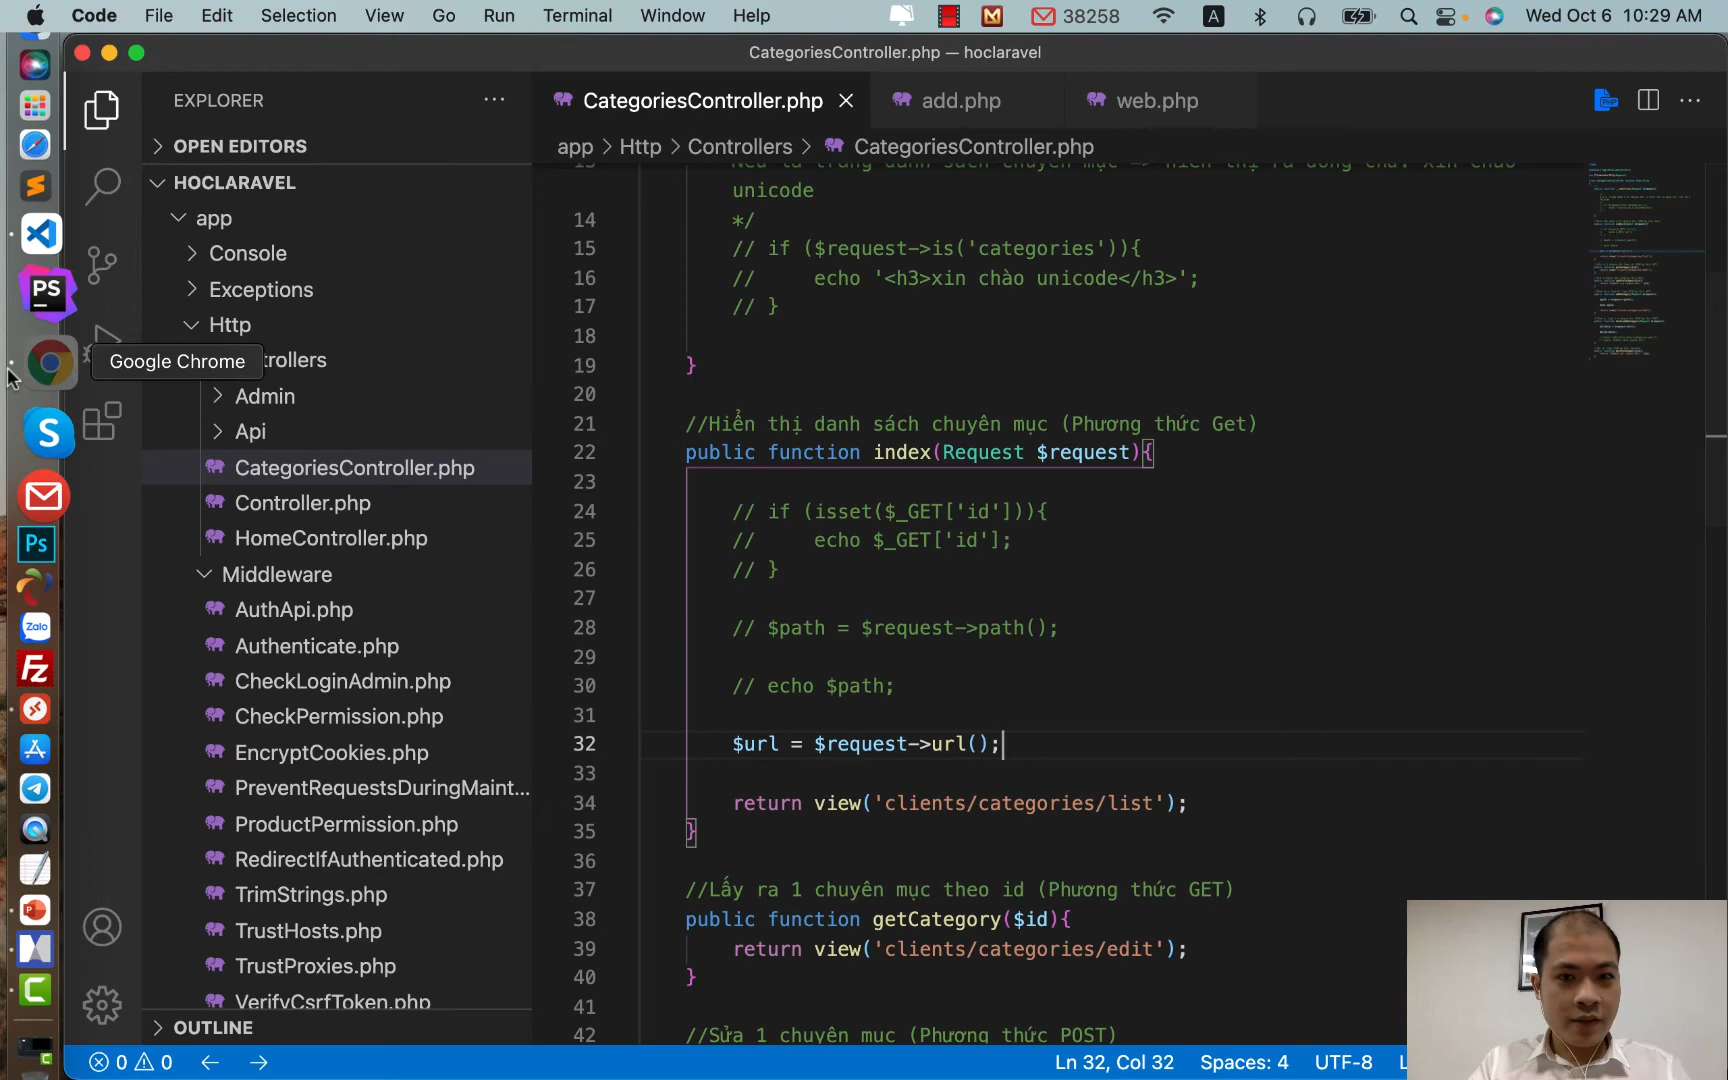 Code File Edit Selection View Go Run Terminal Window Help 38258 A Wed Oct 6 10:29 AM
CategoriesController.php — hoclaravel
EXPLORER
CategoriesController.php add.php web.php
PHP
OPEN EDITORS
app > Http > Controllers > CategoriesController.php
HOCLARAVEL
app
Console
Exceptions
Http
Google Chrome
Admin
Api
CategoriesController.php
Controller.php
HomeController.php
Middleware
AuthApi.php
Authenticate.php
CheckLoginAdmin.php
CheckPermission.php
EncryptCookies.php
PreventRequestsDuringMaint...
ProductPermission.php
RedirectIfAuthenticated.php
TrimStrings.php
TrustHosts.php
TrustProxies.php
VerifyCsrfToken.php
OUTLINE
PS
S
Ps
Zalo
Fz
P
C
unicode
14 */
15 // if ($request->is('categories')){
16 // echo '<h3>xin chào unicode</h3>';
17 // }
18
19 }
20
21 //Hiển thị danh sách chuyên mục (Phương thức Get)
22 public function index(Request $request){
23
24 // if (isset($_GET['id'])){
25 // echo $_GET['id'];
26 // }
27
28 // $path = $request->path();
29
30 // echo $path;
31
32 $url = $request->url();
33
34 return view('clients/categories/list');
35 }
36
37 //Lấy ra 1 chuyên mục theo id (Phương thức GET)
38 public function getCategory($id){
39 return view('clients/categories/edit');
40 }
41
42 //Sửa 1 chuyên mục (Phương thức POST)
0 0 Ln 32, Col 32 Spaces: 4 UTF-8